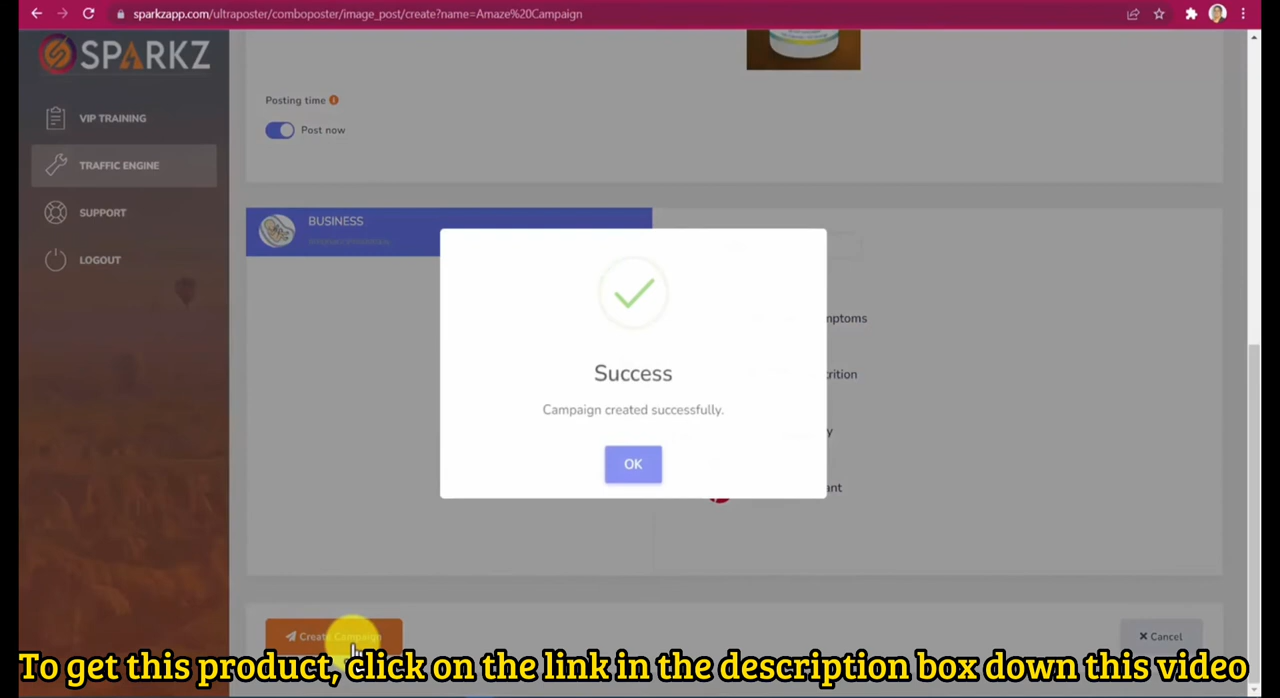 sparkzapp.com/ultraposter/comboposter/image_post/create?name=Amaze%20Campaign
SPARKZ
VIP TRAINING
TRAFFIC ENGINE
SUPPORT
LOGOUT
Posting time
Post now
BUSINESS
mptoms
trition
y
ant
Success
Campaign created successfully.
OK
Create Campaign
Cancel
To get this product, click on the link in the description box down this video